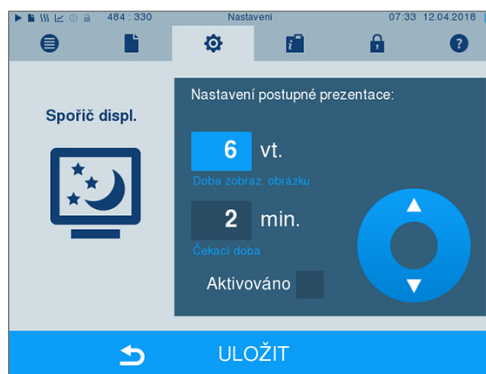 484 : 330 Nastavení 07:33 12.04.2018
i ?
Spořič displ.
Nastavení postupné prezentace:
6 vt.
Doba zobraz. obrázku
2 min.
Čekací doba
Aktivováno
ULOŽIT